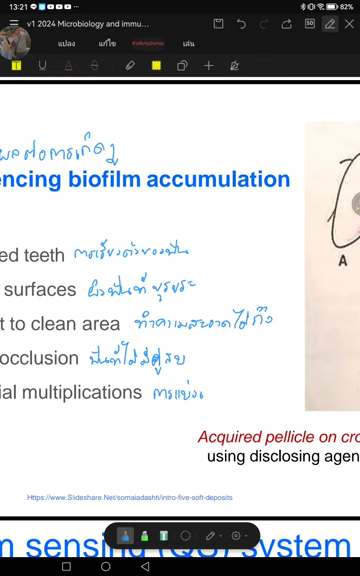 13:21
82%
v1 2024 Microbiology and immu...
50
แปลง แก้ไข เล่น
ผลต่อการเกิด
encing biofilm accumulation
ed teeth การเรียงตัวของฟัน
surfaces ผิวฟันที่ขรุขระ
t to clean area ทำความสะอาดไม่ถึง
occlusion ฟันที่ไม่มีคู่สบ
ial multiplications การแบ่ง
A
Acquired pellicle on cro
using disclosing agen
Https://www.Slideshare.Net/somaiadashti/intro-five-soft-deposits
m sensing (QS) system